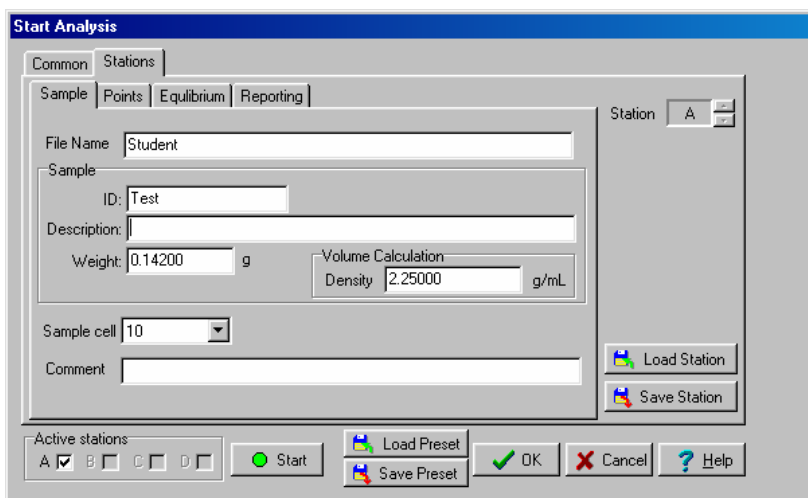 Start Analysis
Common Stations
Sample Points Equlibrium Reporting
Station A
File Name Student
Sample
ID: Test
Description:
Weight: 0.14200 g
Volume Calculation
Density 2.25000 g/mL
Sample cell 10
Comment
Load Station
Save Station
Active stations
A B C D
Start
Load Preset
Save Preset
OK
Cancel
Help